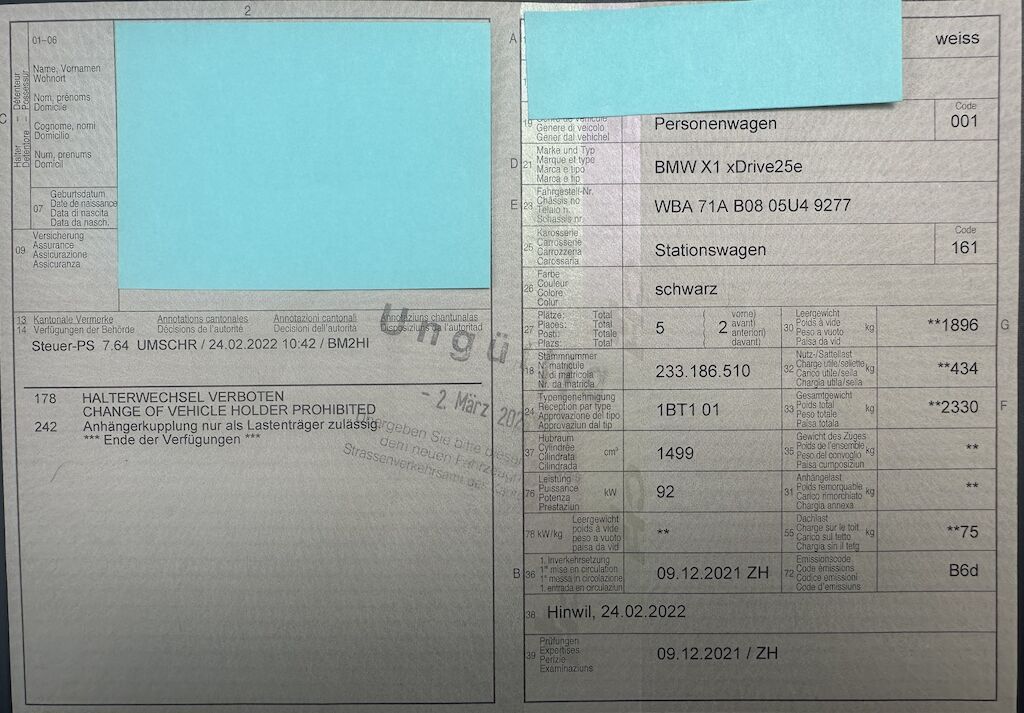 2
01-06
Name, Vornamen
Wohnort
Nom, prénoms
Domicile
Cognome, nomi
Domicilio
Num, prenums
Domicil
C
Halter Détenteur
Detentore Possessur
07
Geburtsdatum
Date de naissance
Data di nascita
Data da nasch.
09
Versicherung
Assurance
Assicurazione
Assicuranza
13 Kantonale Vermerke Annotations cantonales Annotazioni cantonali Annotaziuns chantunalas
14 Verfügungen der Behörde Décisions de l'autorité Decisioni dell'autorità Disposiziuns da l'autoritad
Steuer-PS 7.64 UMSCHR / 24.02.2022 10:42 / BM2HI
Ungü
178 HALTERWECHSEL VERBOTEN
CHANGE OF VEHICLE HOLDER PROHIBITED
242 Anhängerkupplung nur als Lastenträger zulässig.
*** Ende der Verfügungen ***
- 2. März 202
ergeben Sie bitte diese
dem neuen Fahrzeug
Strassenverkehrsamt des
A
weiss
19 Genre de véhicule
Genere di veicolo
Gener dal vehichel
Personenwagen
Code
001
D 21
Marke und Typ
Marque et type
Marca e tipo
Marca e tip
BMW X1 xDrive25e
E 23
Fahrgestell-Nr.
Châssis no
Telaio n.
Schassis nr.
WBA 71A B08 05U4 9277
25
Karosserie
Carrosserie
Carrozzeria
Carossaria
Stationswagen
Code
161
26
Farbe
Couleur
Colore
Colur
schwarz
27
Plätze: Total
Places: Total
Posti: Totale
Plazs: Total
5
( vorne)
( avant)
anteriori)
davant)
2
30
Leergewicht
Poids à vide
Peso a vuoto
Paisa da vid
kg
**1896
G
18
Stammnummer
N. matricule
N. di matricola
Nr. da matricla
233.186.510
32
Nutz-/Sattellast
Charge utile/sellette
Carico utile/sella
Chargia utila/sella
kg
**434
24
Typengenehmigung
Réception par type
Approvazione del tipo
Approvaziun dal tip
1BT1 01
33
Gesamtgewicht
Poids total
Peso totale
Paisa totala
kg
**2330
F
37
Hubraum
Cylindrée
Cilindrata
Cilindrada
cm³
1499
35
Gewicht des Zuges
Poids de l'ensemble
Peso del convoglio
Paisa cumposiziun
kg
**
76
Leistung
Puissance
Potenza
Prestaziun
kW
92
31
Anhängelast
Poids remorquable
Carico rimorchiato
Chargia annexa
kg
**
78 kW/kg
Leergewicht
poids à vide
peso a vuoto
paisa da vid
**
55
Dachlast
Charge sur le toit
Carico sul tetto
Chargia sin il tetg
kg
**75
B 36
1. Inverkehrsetzung
1re mise en circulation
1a messa in circolazione
1. entrada en circulaziun
09.12.2021 ZH
72
Emissionscode
Code émissions
Codice emissioni
Code d'emissiuns
B6d
38 Hinwil, 24.02.2022
39
Prüfungen
Expertises
Perizie
Examinaziuns
09.12.2021 / ZH